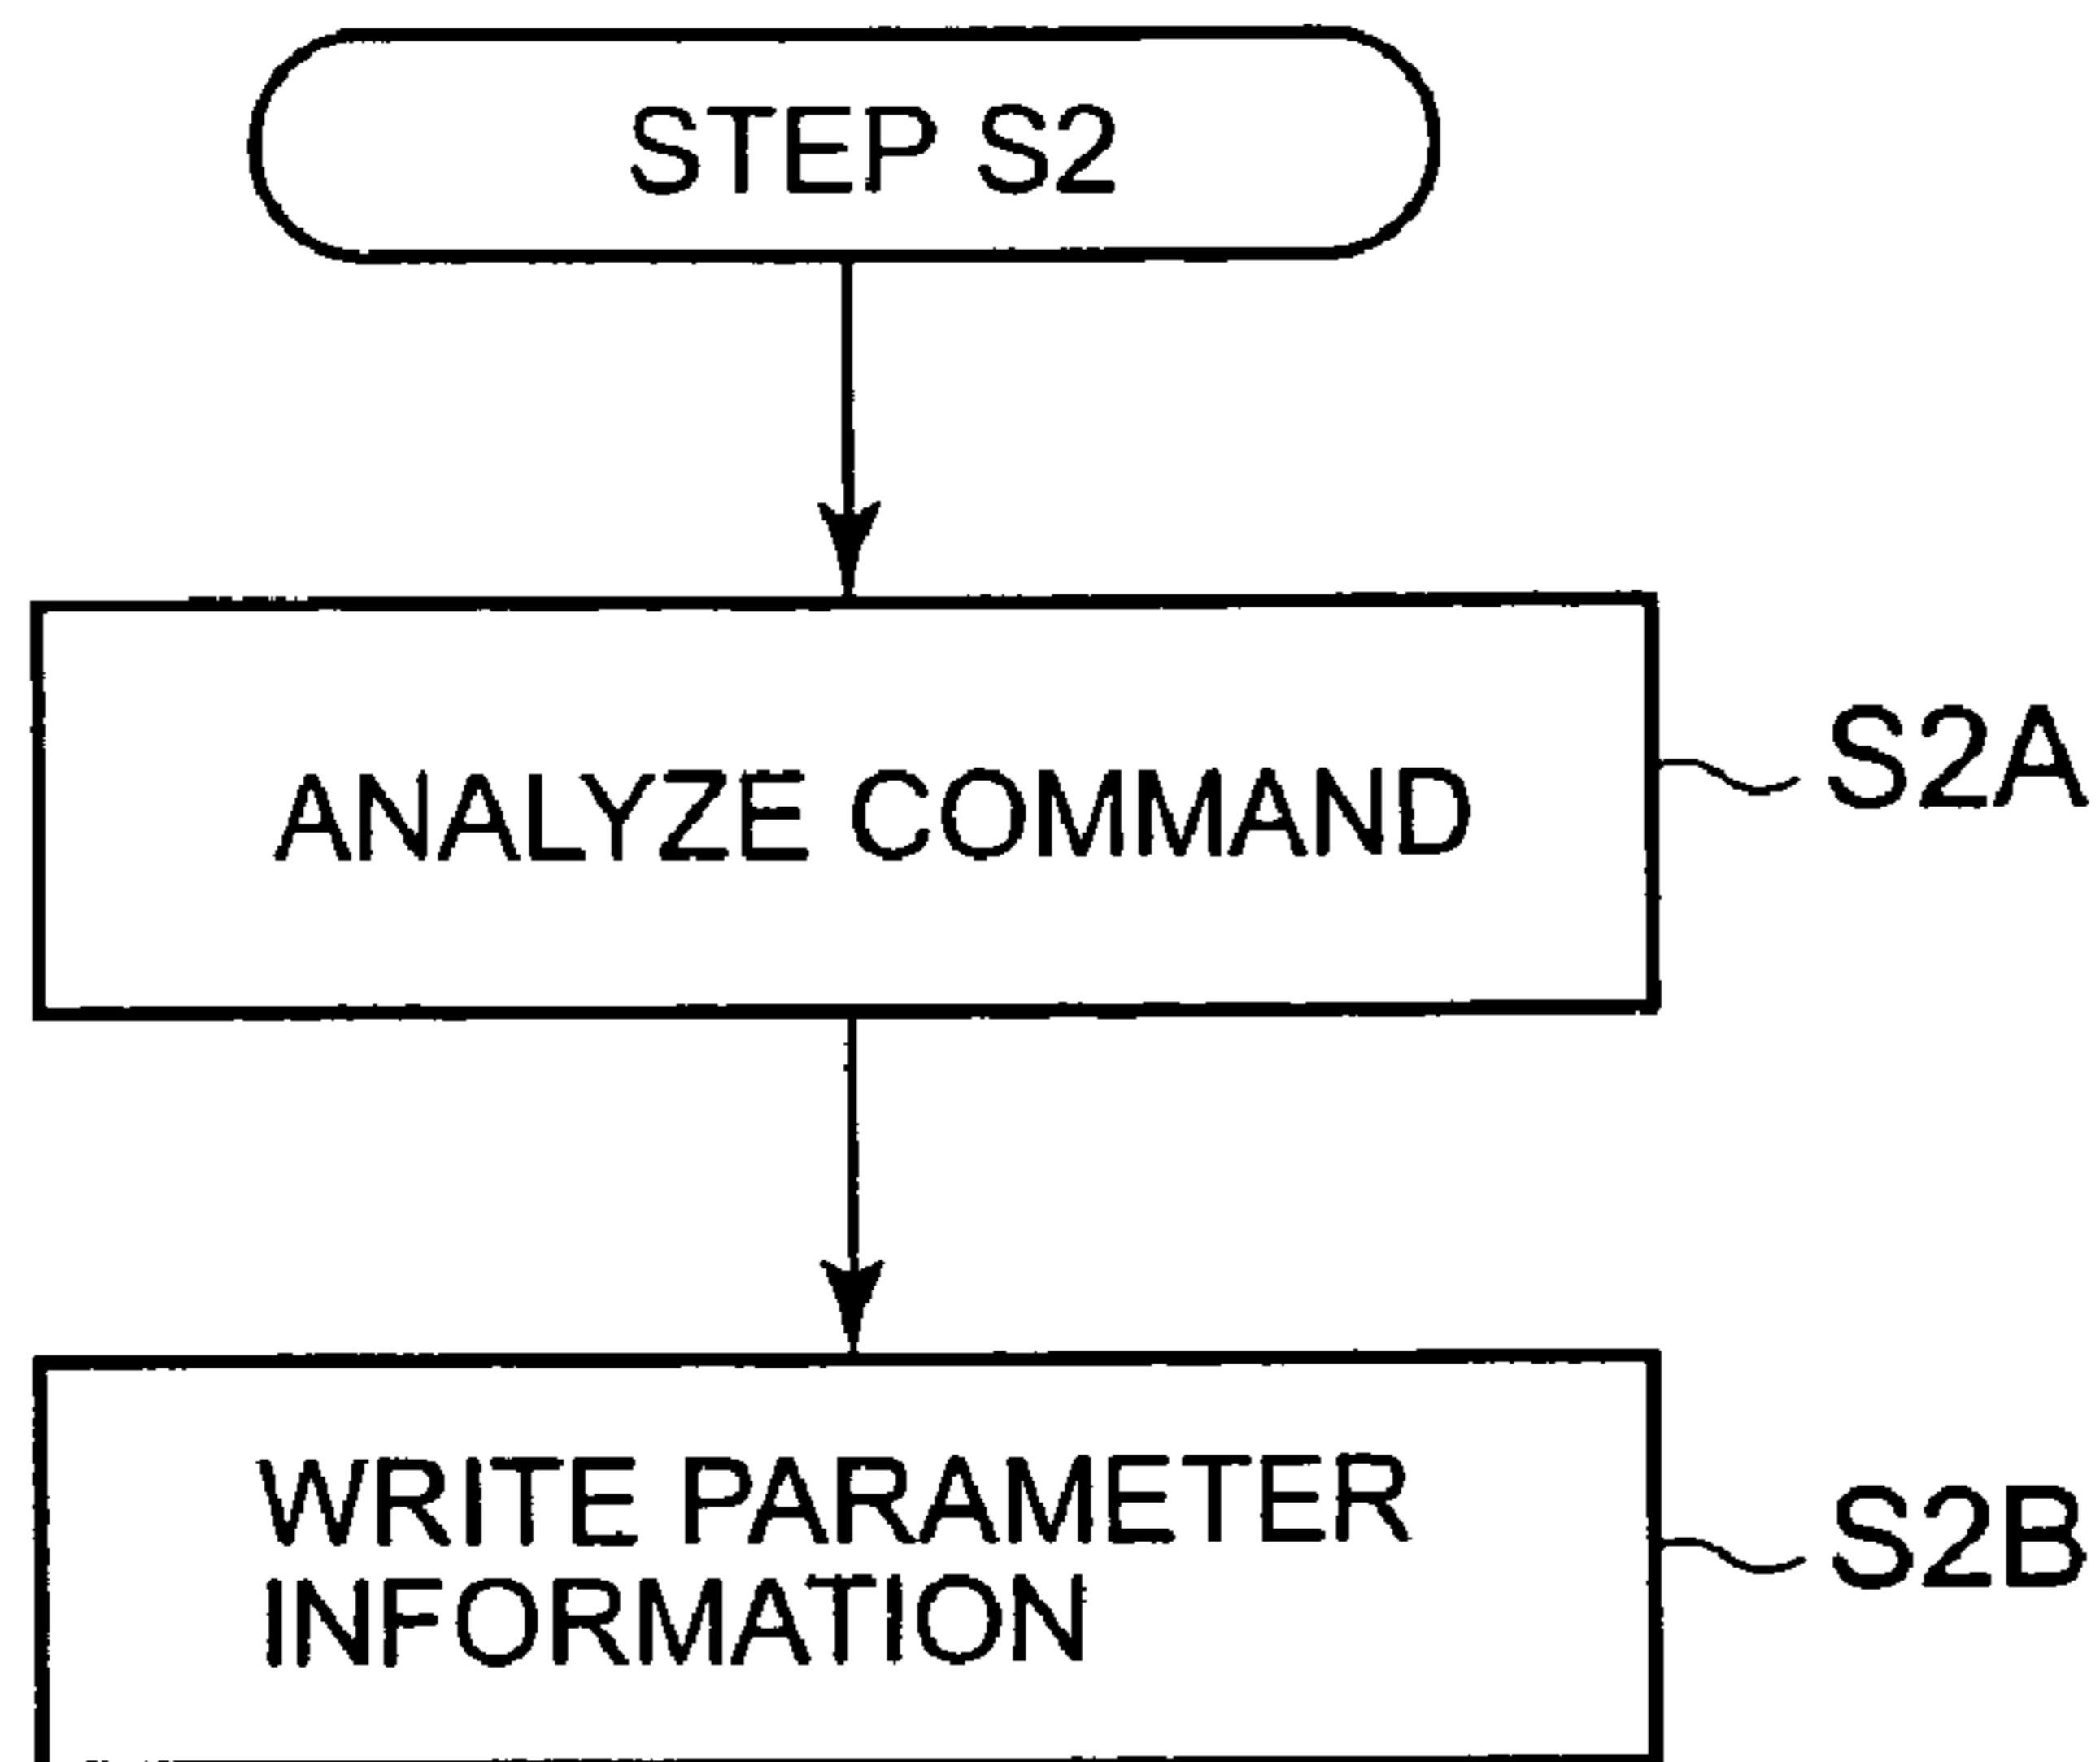 STEP S2
ANALYZE COMMAND
S2A
WRITE PARAMETER
INFORMATION
S2B